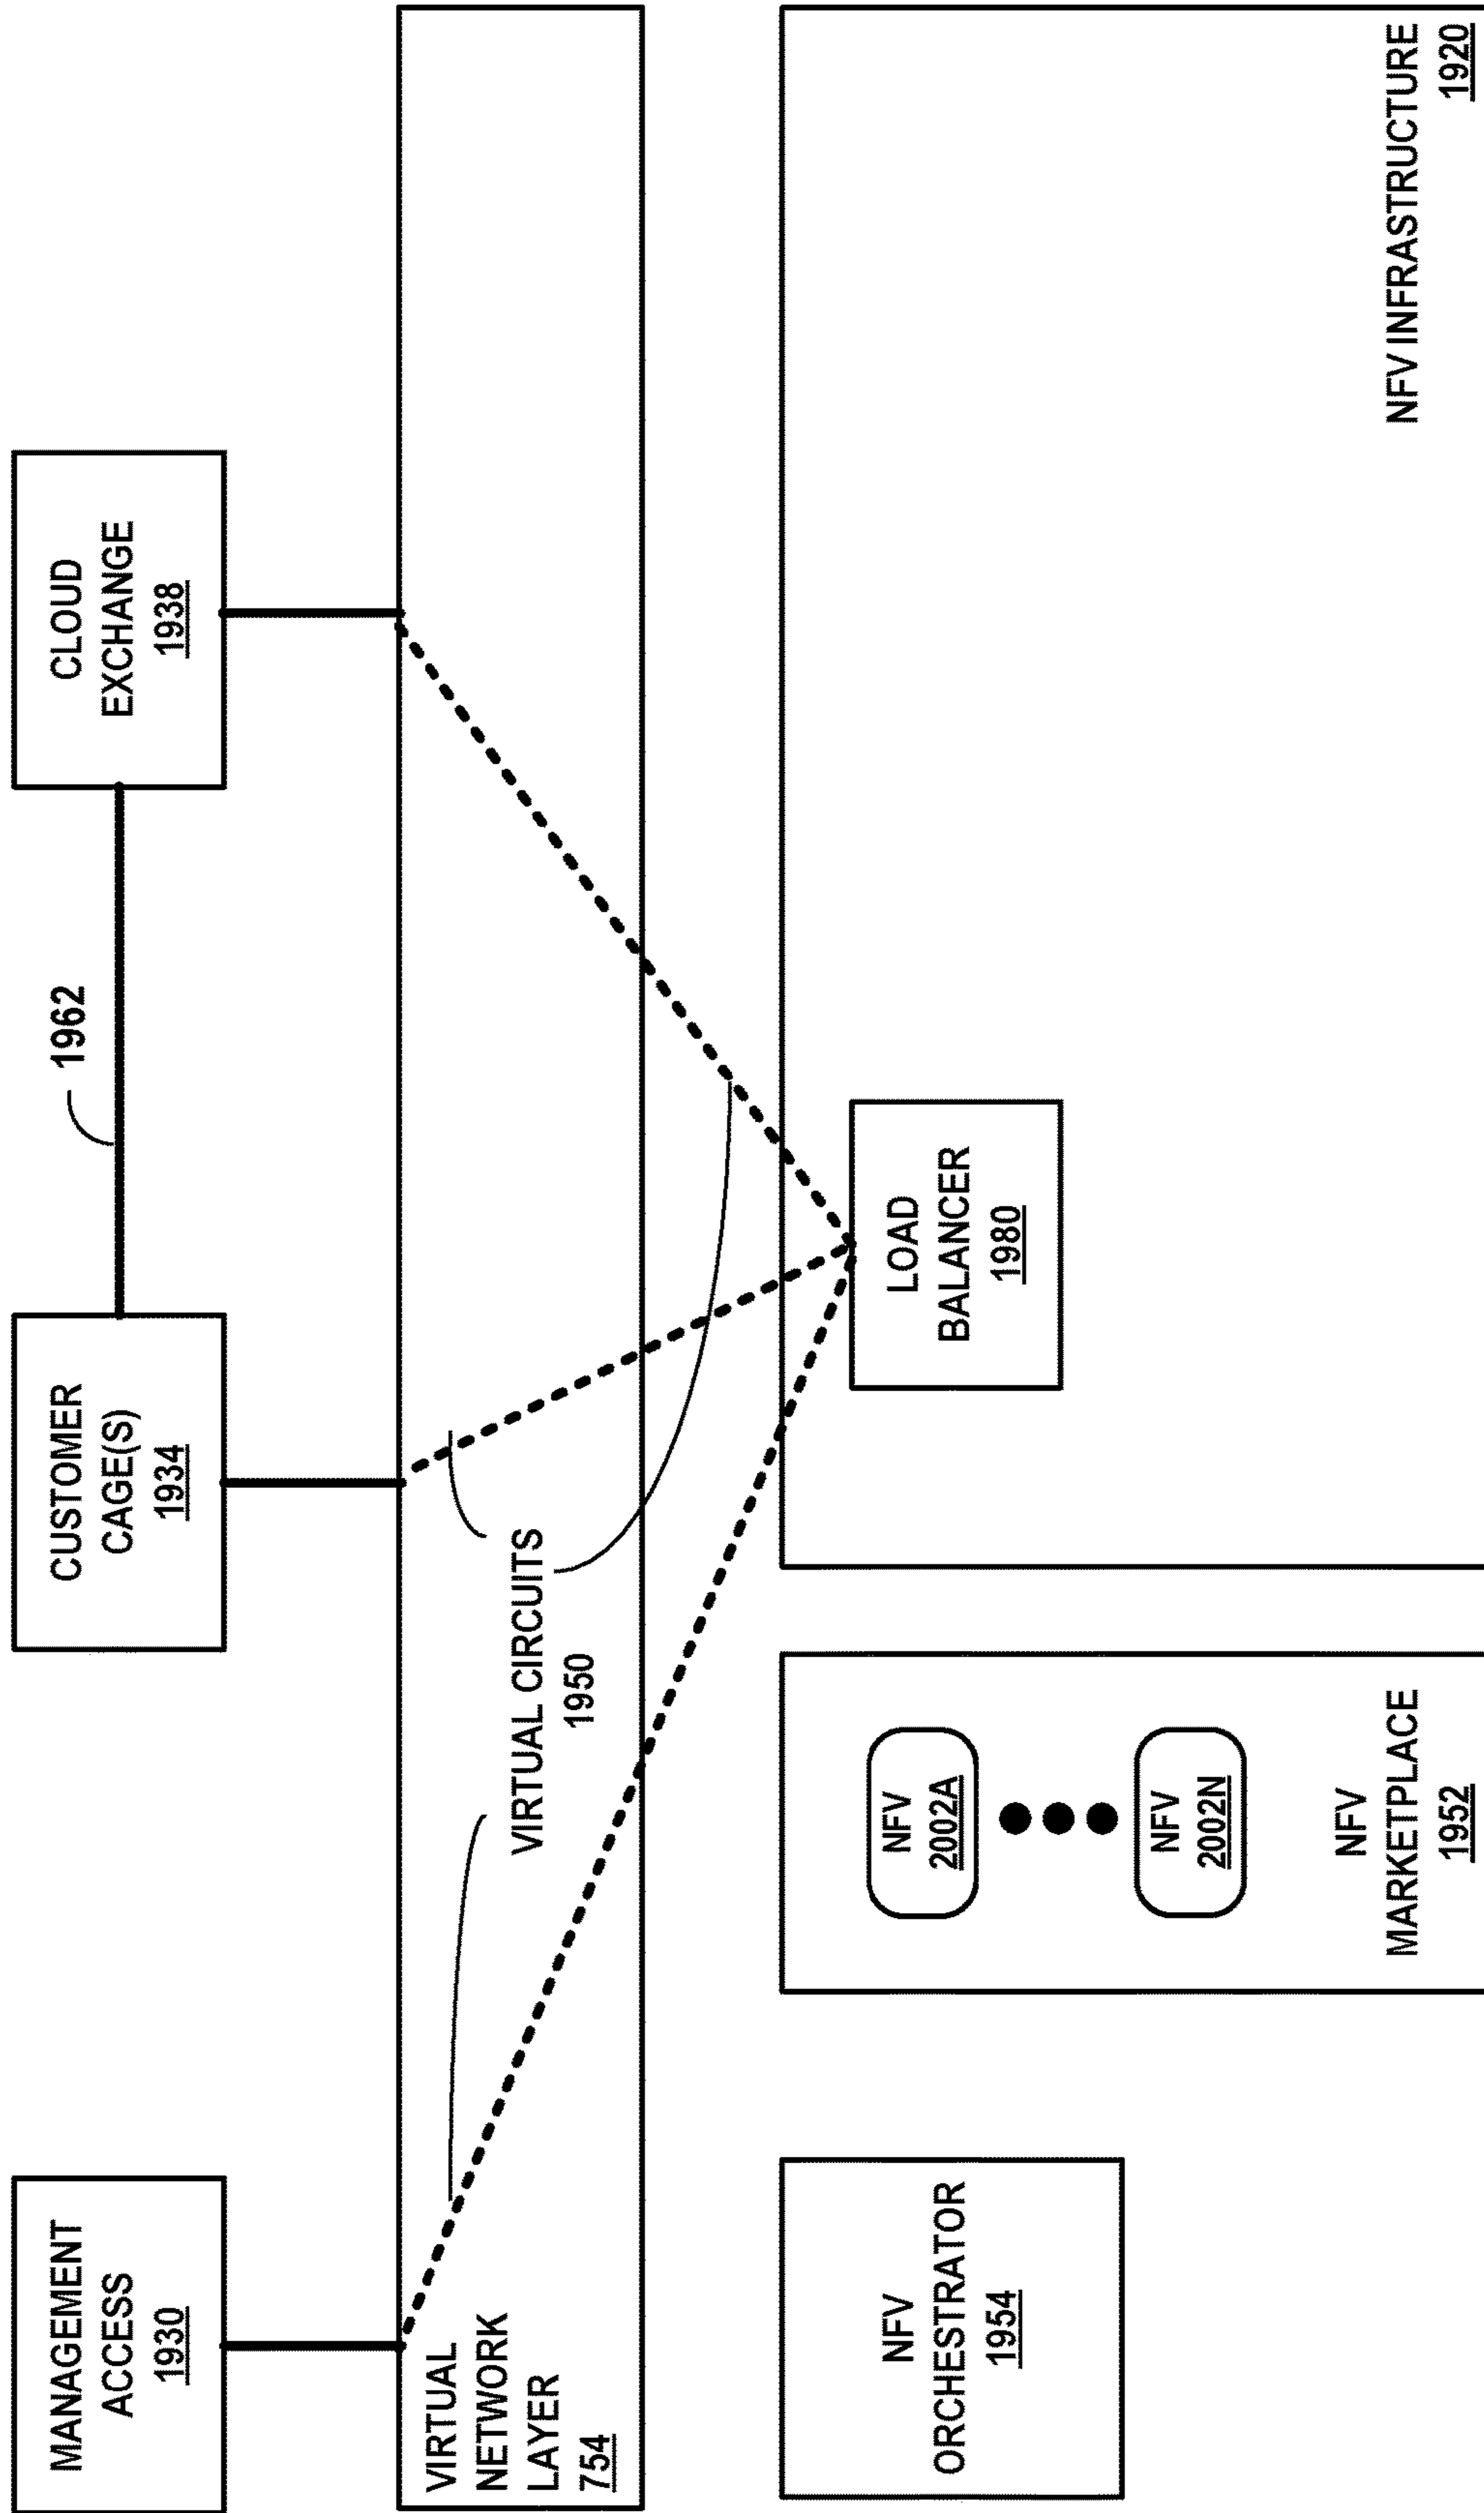 MANAGEMENT
ACCESS
1930
CUSTOMER
CAGE(S)
1934
1962
CLOUD
EXCHANGE
1938
VIRTUAL
NETWORK
LAYER
754
VIRTUAL CIRCUITS
1950
NFV
ORCHESTRATOR
1954
NFV
2002A
NFV
2002N
NFV
MARKETPLACE
1952
LOAD
BALANCER
1980
NFV INFRASTRUCTURE
1920